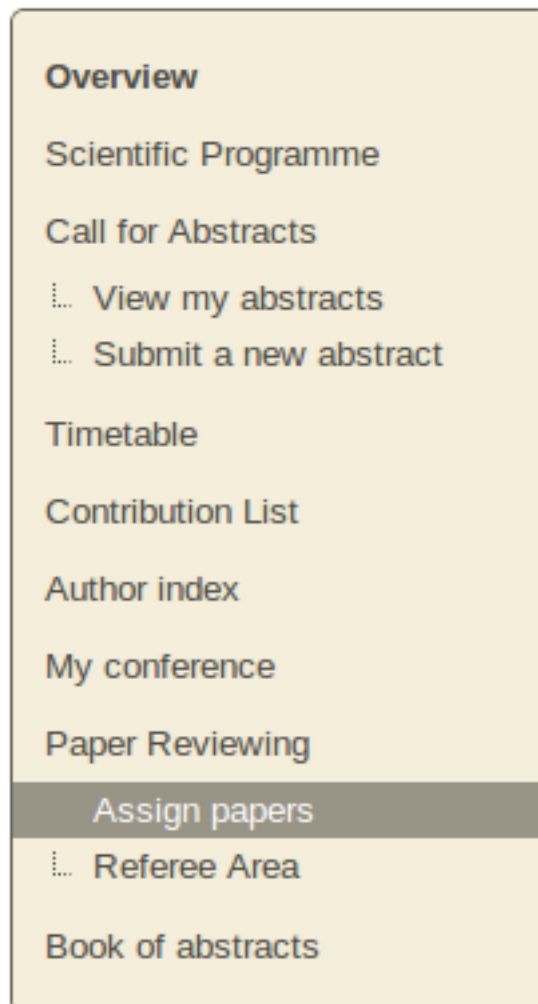 Overview
Scientific Programme
Call for Abstracts
View my abstracts
Submit a new abstract
Timetable
Contribution List
Author index
My conference
Paper Reviewing
Assign papers
Referee Area
Book of abstracts